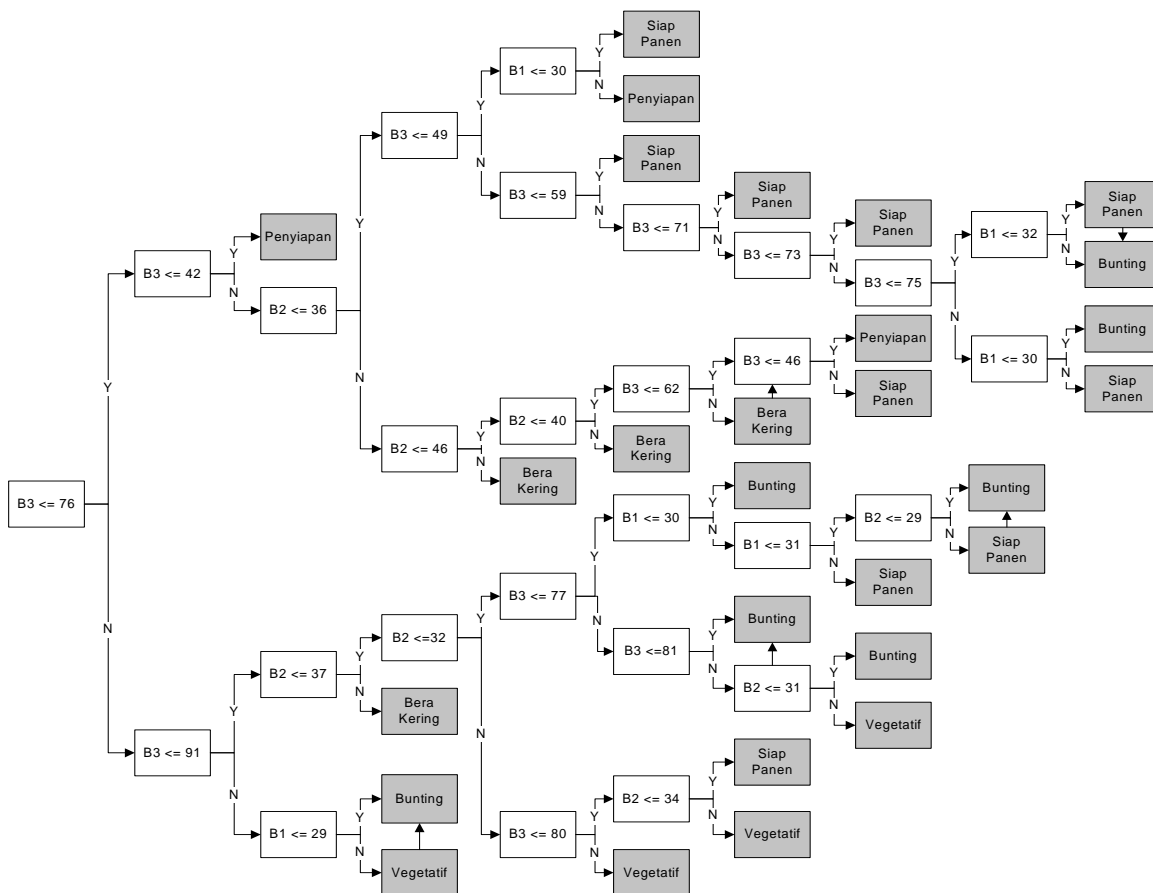 Siap
Panen
B1 <= 30
Y
N
Penyiapan
Y
B3 <= 49
N
Siap
Panen
Y
B3 <= 59
N
Siap
Panen
Y
B3 <= 71
N
Siap
Panen
Y
B3 <= 73
N
Siap
Panen
Y
B1 <= 32
N
Bunting
Y
B3 <= 75
N
Bunting
Y
B1 <= 30
N
Siap
Panen
Penyiapan
Y
B3 <= 42
N
Y
B2 <= 36
N
Penyiapan
Y
B3 <= 46
N
Siap
Panen
Y
B3 <= 62
N
Bera
Kering
Y
B2 <= 40
N
Bera
Kering
Y
B2 <= 46
N
Bera
Kering
Y
B3 <= 76
N
Bunting
Y
B1 <= 30
N
Bunting
Y
B2 <= 29
N
Siap
Panen
Y
B1 <= 31
N
Siap
Panen
Y
B3 <= 77
N
Bunting
Y
B3 <=81
N
Bunting
Y
B2 <= 31
N
Vegetatif
Y
B2 <=32
N
Y
B2 <= 37
N
Bera
Kering
Y
B3 <= 91
N
Siap
Panen
Y
B2 <= 34
N
Vegetatif
Y
B3 <= 80
N
Vegetatif
Bunting
Y
B1 <= 29
N
Vegetatif